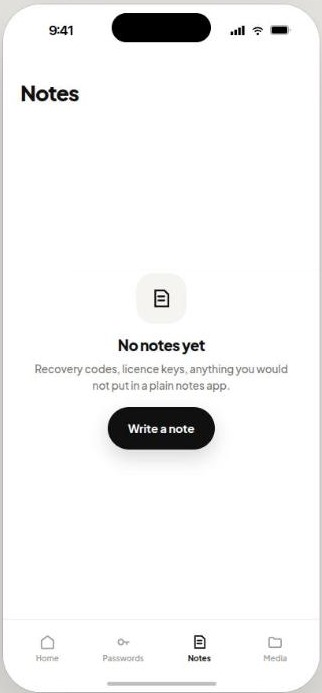 9:41
Notes
No notes yet
Recovery codes, licence keys, anything you would
not put in a plain notes app.
Write a note
Home
Passwords
Notes
Media